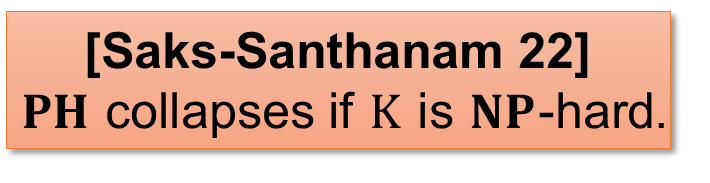 [Saks-Santhanam 22]
PH collapses if K is NP-hard.